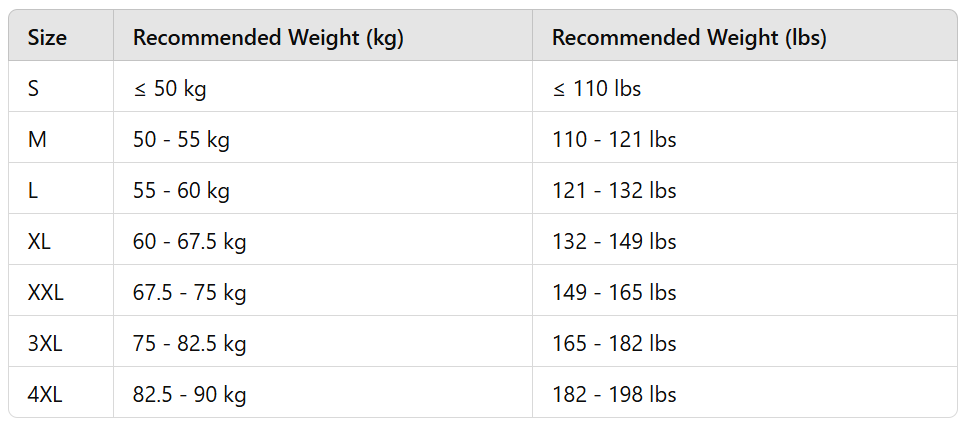 Size Recommended Weight (kg) Recommended Weight (lbs)
S ≤ 50 kg ≤ 110 lbs
M 50 - 55 kg 110 - 121 lbs
L 55 - 60 kg 121 - 132 lbs
XL 60 - 67.5 kg 132 - 149 lbs
XXL 67.5 - 75 kg 149 - 165 lbs
3XL 75 - 82.5 kg 165 - 182 lbs
4XL 82.5 - 90 kg 182 - 198 lbs